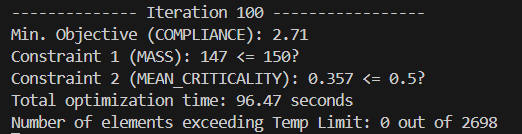 -------------- Iteration 100 -----------------
Min. Objective (COMPLIANCE): 2.71
Constraint 1 (MASS): 147 <= 150?
Constraint 2 (MEAN_CRITICALITY): 0.357 <= 0.5?
Total optimization time: 96.47 seconds
Number of elements exceeding Temp Limit: 0 out of 2698